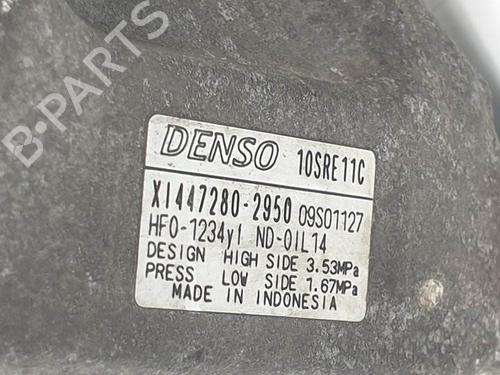 B-PARTS
DENSO 10SRE11C
X1447280-2950 09S01127
HFO-1234yf ND-OIL14
DESIGN HIGH SIDE 3.53MPa
PRESS LOW SIDE 1.67MPa
MADE IN INDONESIA